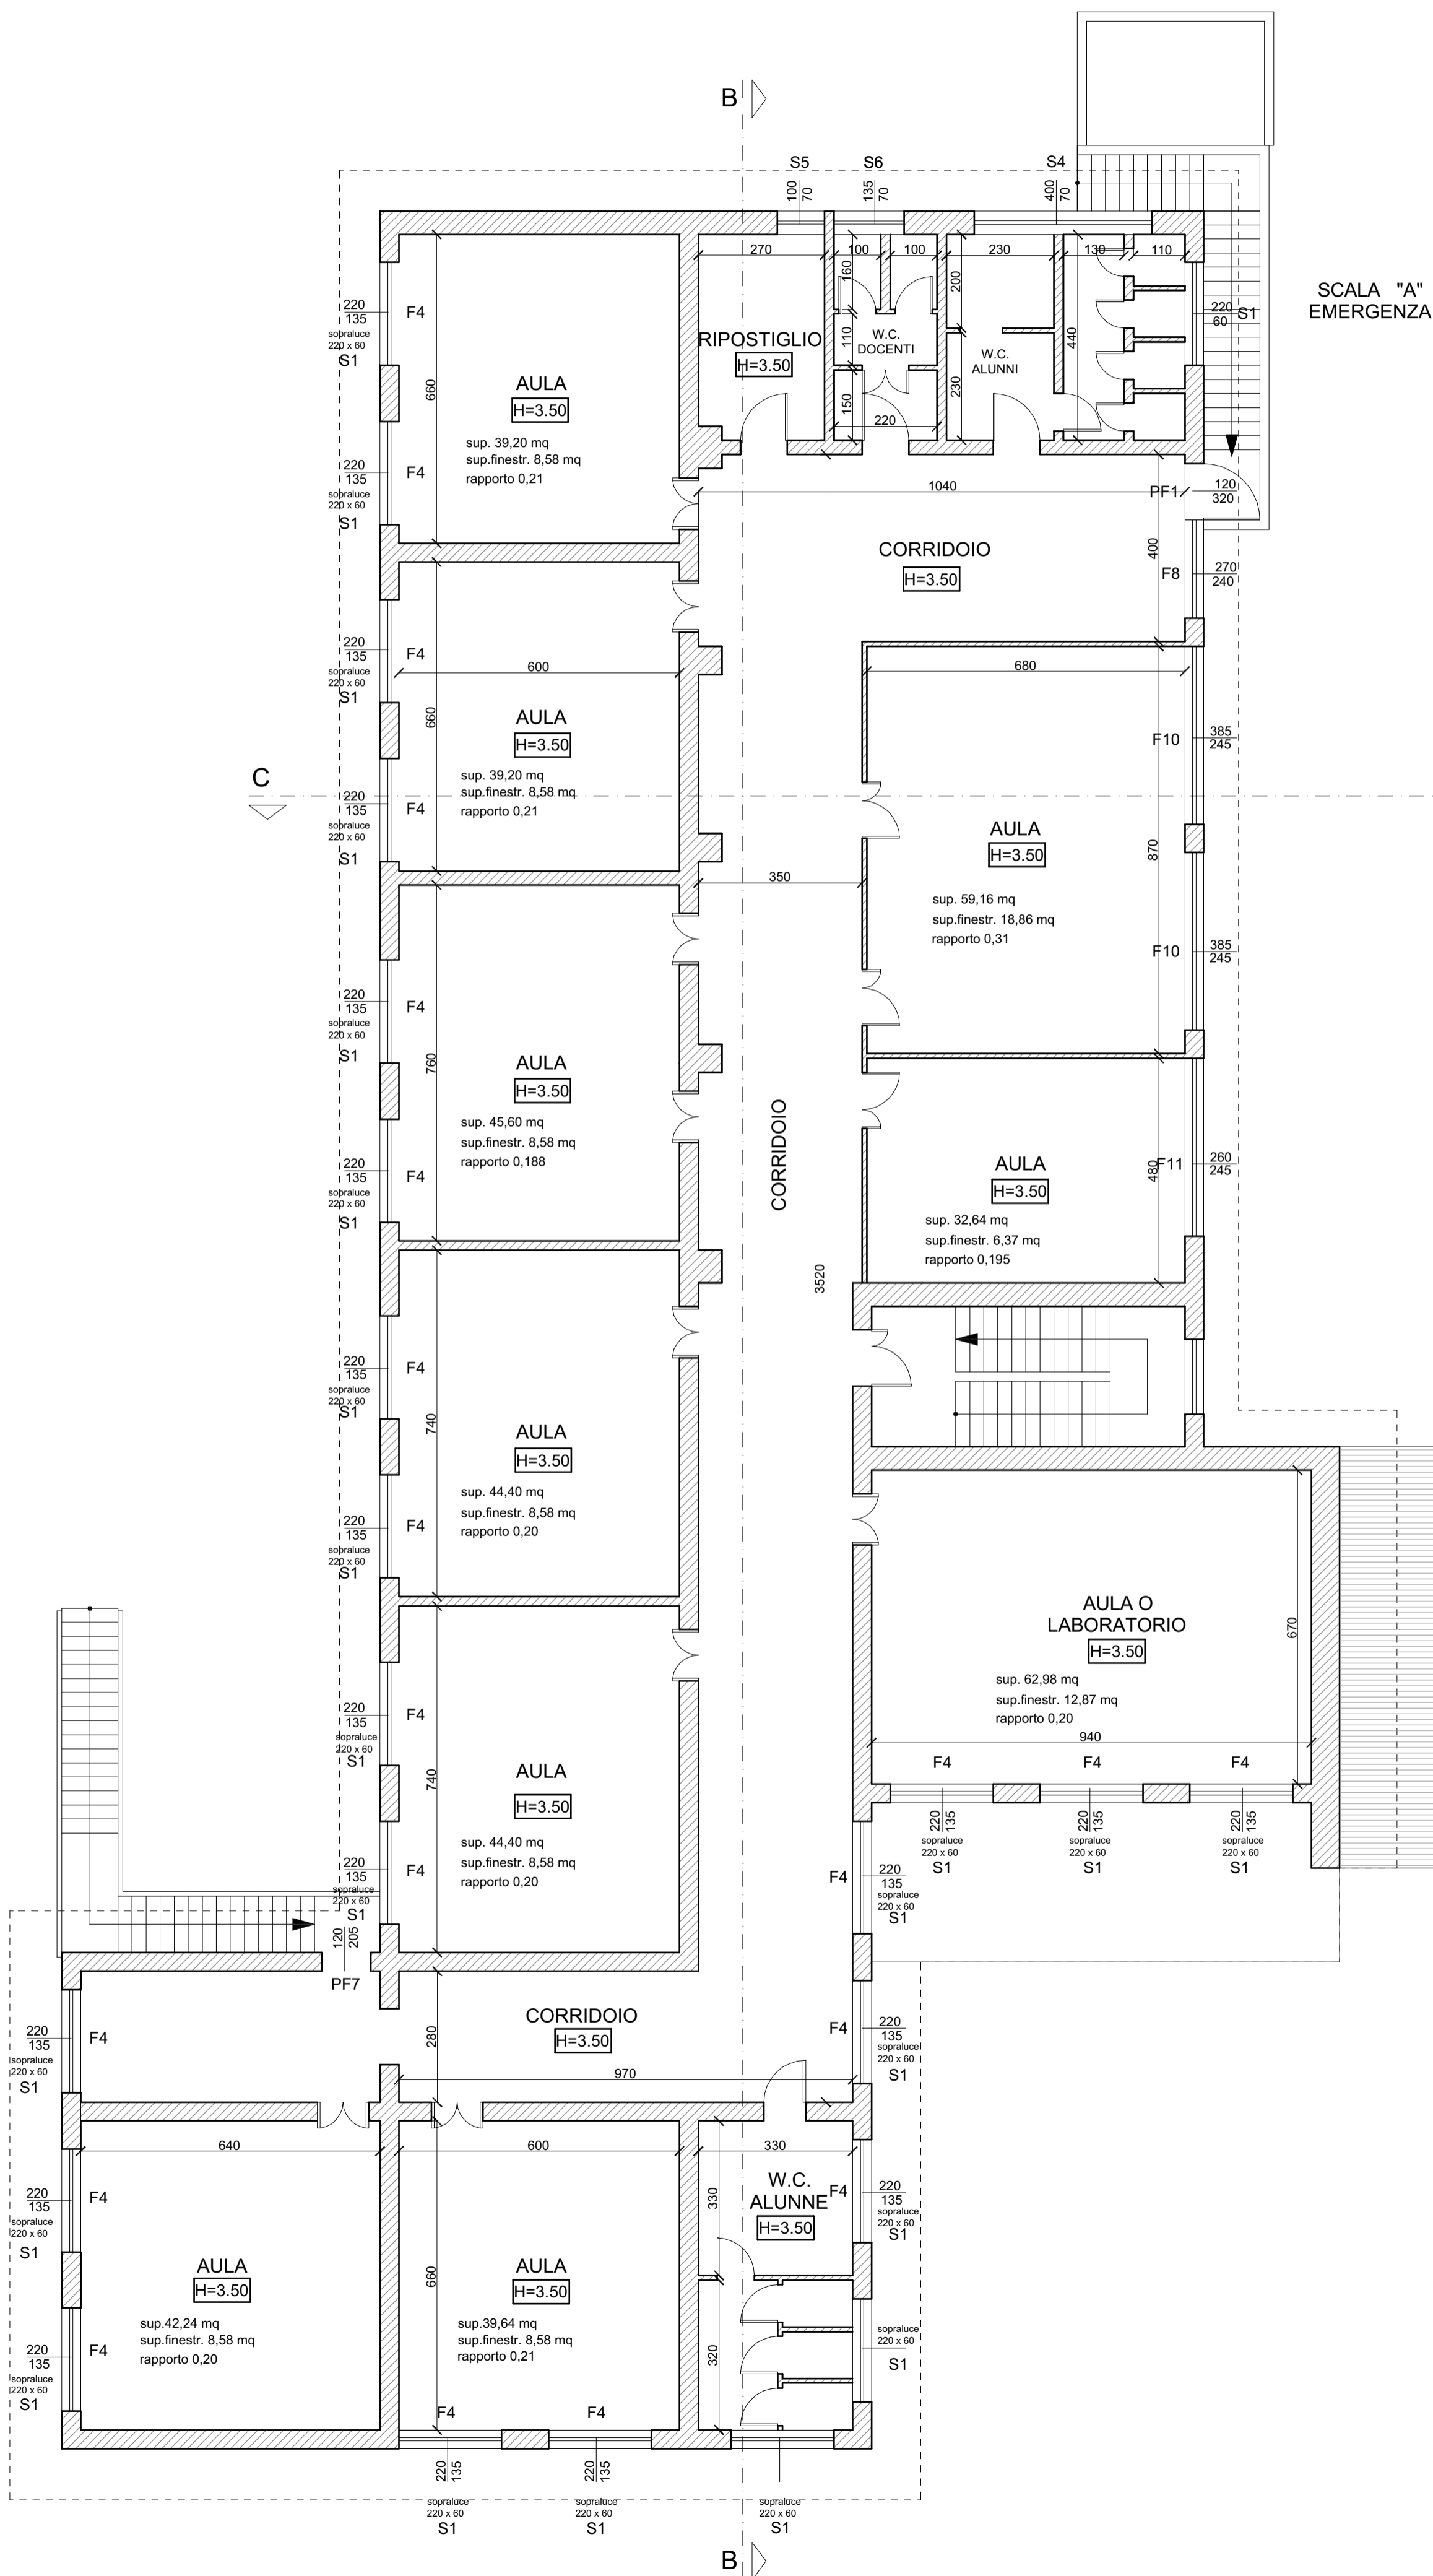 B
S5
S6
S4
100
70
135
70
400
70
270
100
100
230
130
110
160
200
440
110
230
150
220
220
60
S1
SCALA "A"
EMERGENZA
RIPOSTIGLIO
H=3.50
W.C.
DOCENTI
W.C.
ALUNNI
220
135
sopraluce
220 x 60
S1
F4
660
AULA
H=3.50
sup. 39,20 mq
sup.finestr. 8,58 mq
rapporto 0,21
220
135
sopraluce
220 x 60
S1
F4
1040
PF1
120
320
CORRIDOIO
H=3.50
400
F8
270
240
220
135
sopraluce
220 x 60
S1
F4
600
660
AULA
H=3.50
sup. 39,20 mq
sup.finestr. 8,58 mq
rapporto 0,21
680
F10
385
245
C
220
135
sopraluce
220 x 60
S1
F4
AULA
H=3.50
870
sup. 59,16 mq
sup.finestr. 18,86 mq
rapporto 0,31
350
F10
385
245
220
135
sopraluce
220 x 60
S1
F4
760
AULA
H=3.50
sup. 45,60 mq
sup.finestr. 8,58 mq
rapporto 0,188
CORRIDOIO
220
135
sopraluce
220 x 60
S1
F4
AULA
H=3.50
480
F11
260
245
sup. 32,64 mq
sup.finestr. 6,37 mq
rapporto 0,195
3520
220
135
sopraluce
220 x 60
S1
F4
740
AULA
H=3.50
sup. 44,40 mq
sup.finestr. 8,58 mq
rapporto 0,20
220
135
sopraluce
220 x 60
S1
F4
AULA O
LABORATORIO
H=3.50
670
sup. 62,98 mq
sup.finestr. 12,87 mq
rapporto 0,20
940
F4
F4
F4
220
135
sopraluce
220 x 60
S1
220
135
sopraluce
220 x 60
S1
220
135
sopraluce
220 x 60
S1
220
135
sopraluce
220 x 60
S1
F4
740
AULA
H=3.50
sup. 44,40 mq
sup.finestr. 8,58 mq
rapporto 0,20
220
135
sopraluce
220 x 60
S1
F4
F4
220
135
sopraluce
220 x 60
S1
120
205
PF7
220
135
sopraluce
220 x 60
S1
F4
280
CORRIDOIO
H=3.50
970
F4
220
135
sopraluce
220 x 60
S1
640
600
330
220
135
sopraluce
220 x 60
S1
F4
AULA
H=3.50
sup.42,24 mq
sup.finestr. 8,58 mq
rapporto 0,20
220
135
sopraluce
220 x 60
S1
F4
660
AULA
H=3.50
sup.39,64 mq
sup.finestr. 8,58 mq
rapporto 0,21
330
W.C.
ALUNNE
H=3.50
F4
220
135
sopraluce
220 x 60
S1
320
sopraluce
220 x 60
S1
F4
F4
220
135
sopraluce
220 x 60
S1
220
135
sopraluce
220 x 60
S1
sopraluce
220 x 60
S1
B